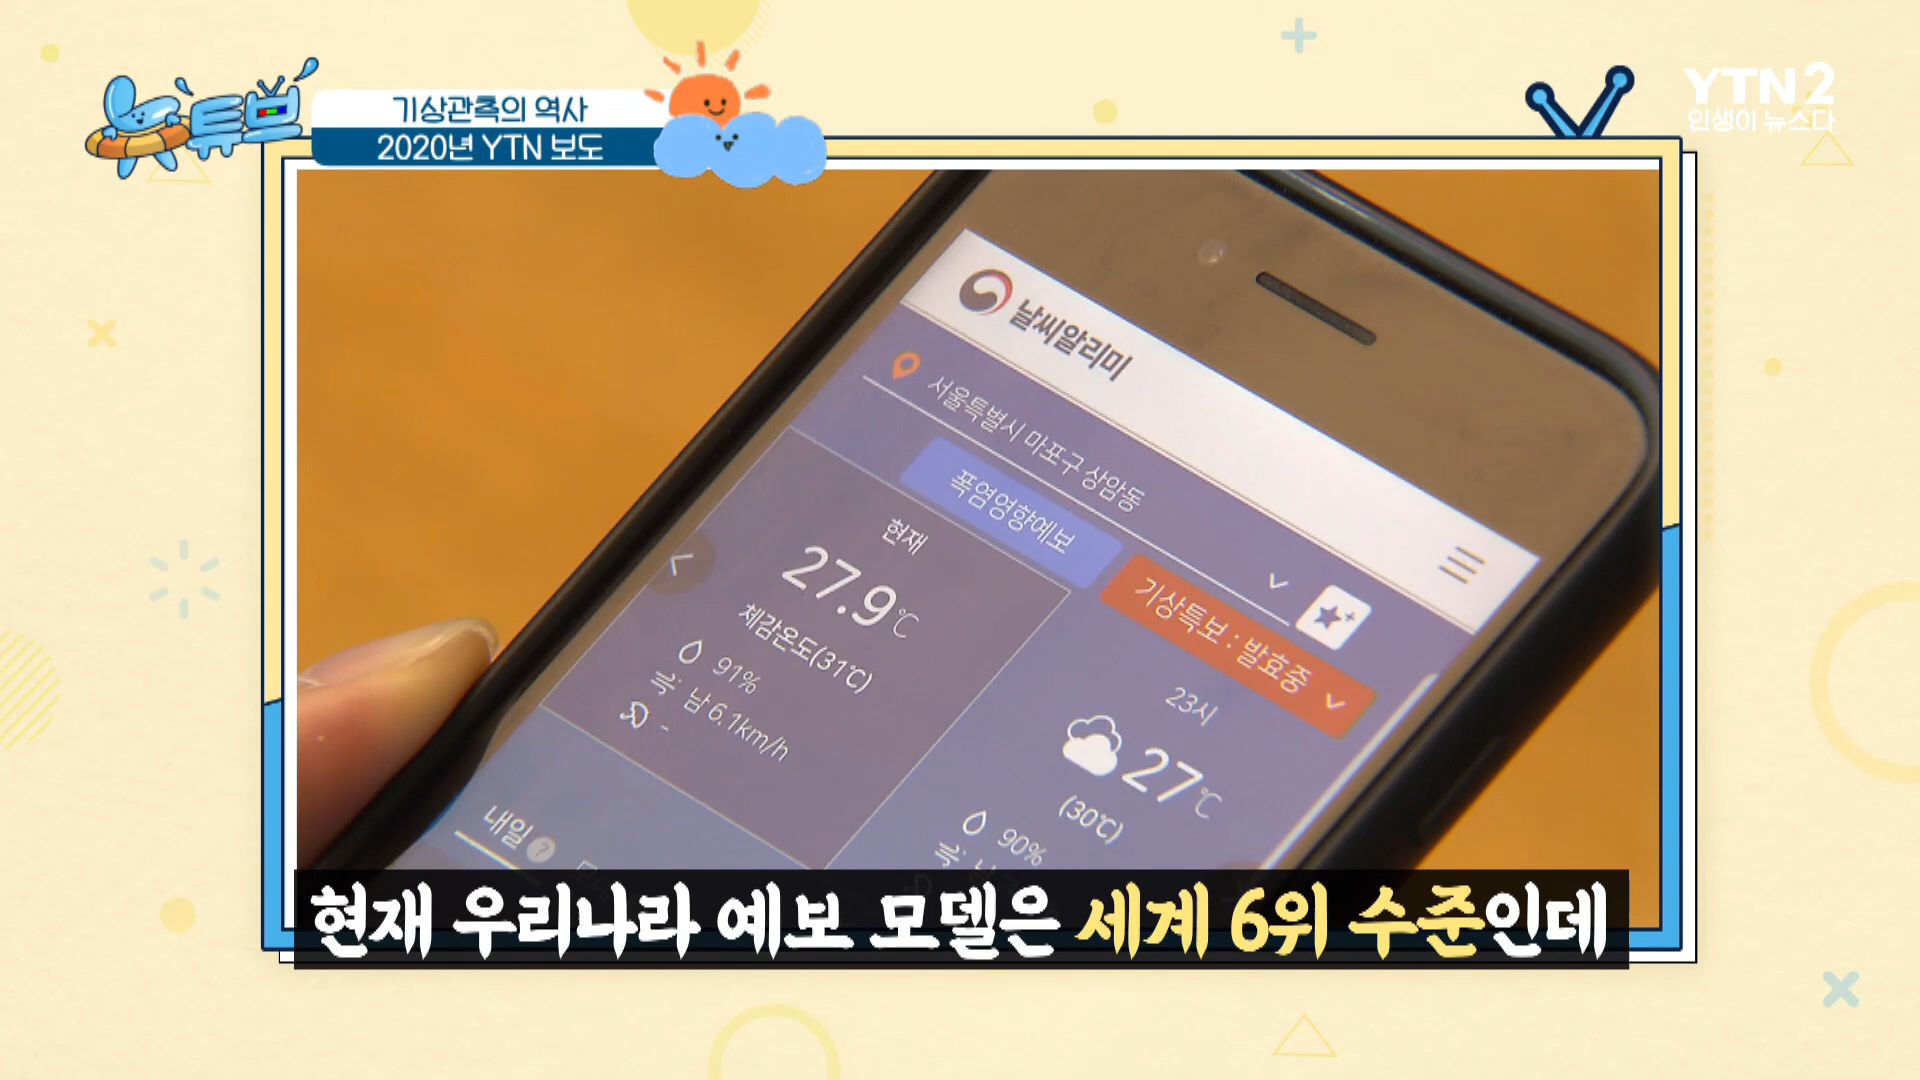 뉴튜브
기상관측의 역사
2020년 YTN 보도
YTN2
인생이 뉴스다
날씨알리미
서울특별시 마포구 상암동
폭염영향예보
기상특보 : 발효중
현재
27.9℃
체감온도(31℃)
91%
남 6.1km/h
-
23시
27℃
(30℃)
90%
내일
?
현재 우리나라 예보 모델은 세계 6위 수준인데